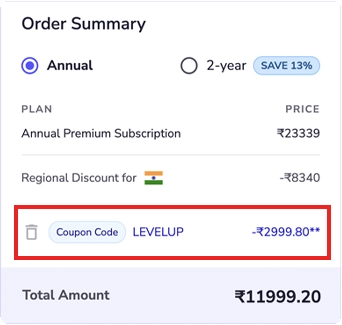 Order Summary
Annual 2-year SAVE 13%
PLAN PRICE
Annual Premium Subscription ₹23339
Regional Discount for -₹8340
Coupon Code LEVELUP -₹2999.80**
Total Amount ₹11999.20